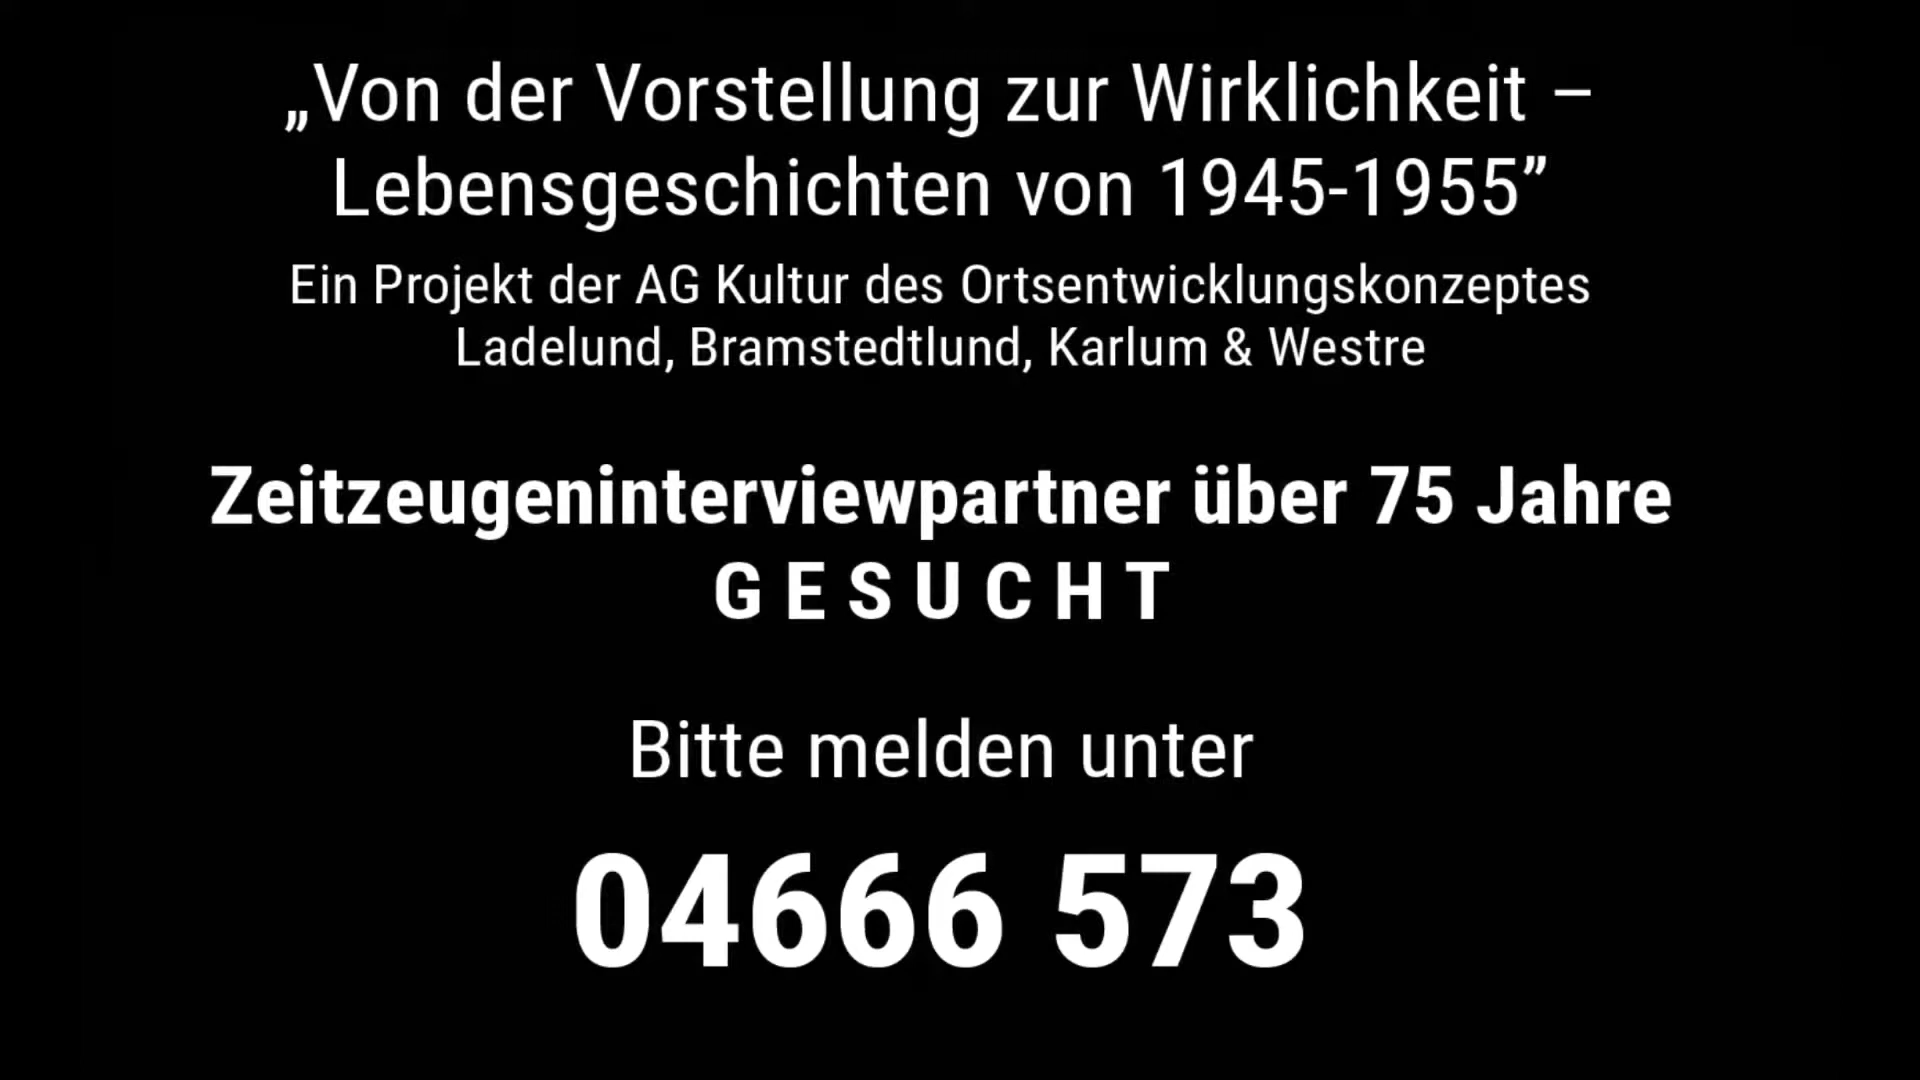 „Von der Vorstellung zur Wirklichkeit –
Lebensgeschichten von 1945-1955”
Ein Projekt der AG Kultur des Ortsentwicklungskonzeptes
Ladelund, Bramstedtlund, Karlum & Westre
Zeitzeugeninterviewpartner über 75 Jahre
G E S U C H T
Bitte melden unter
04666 573